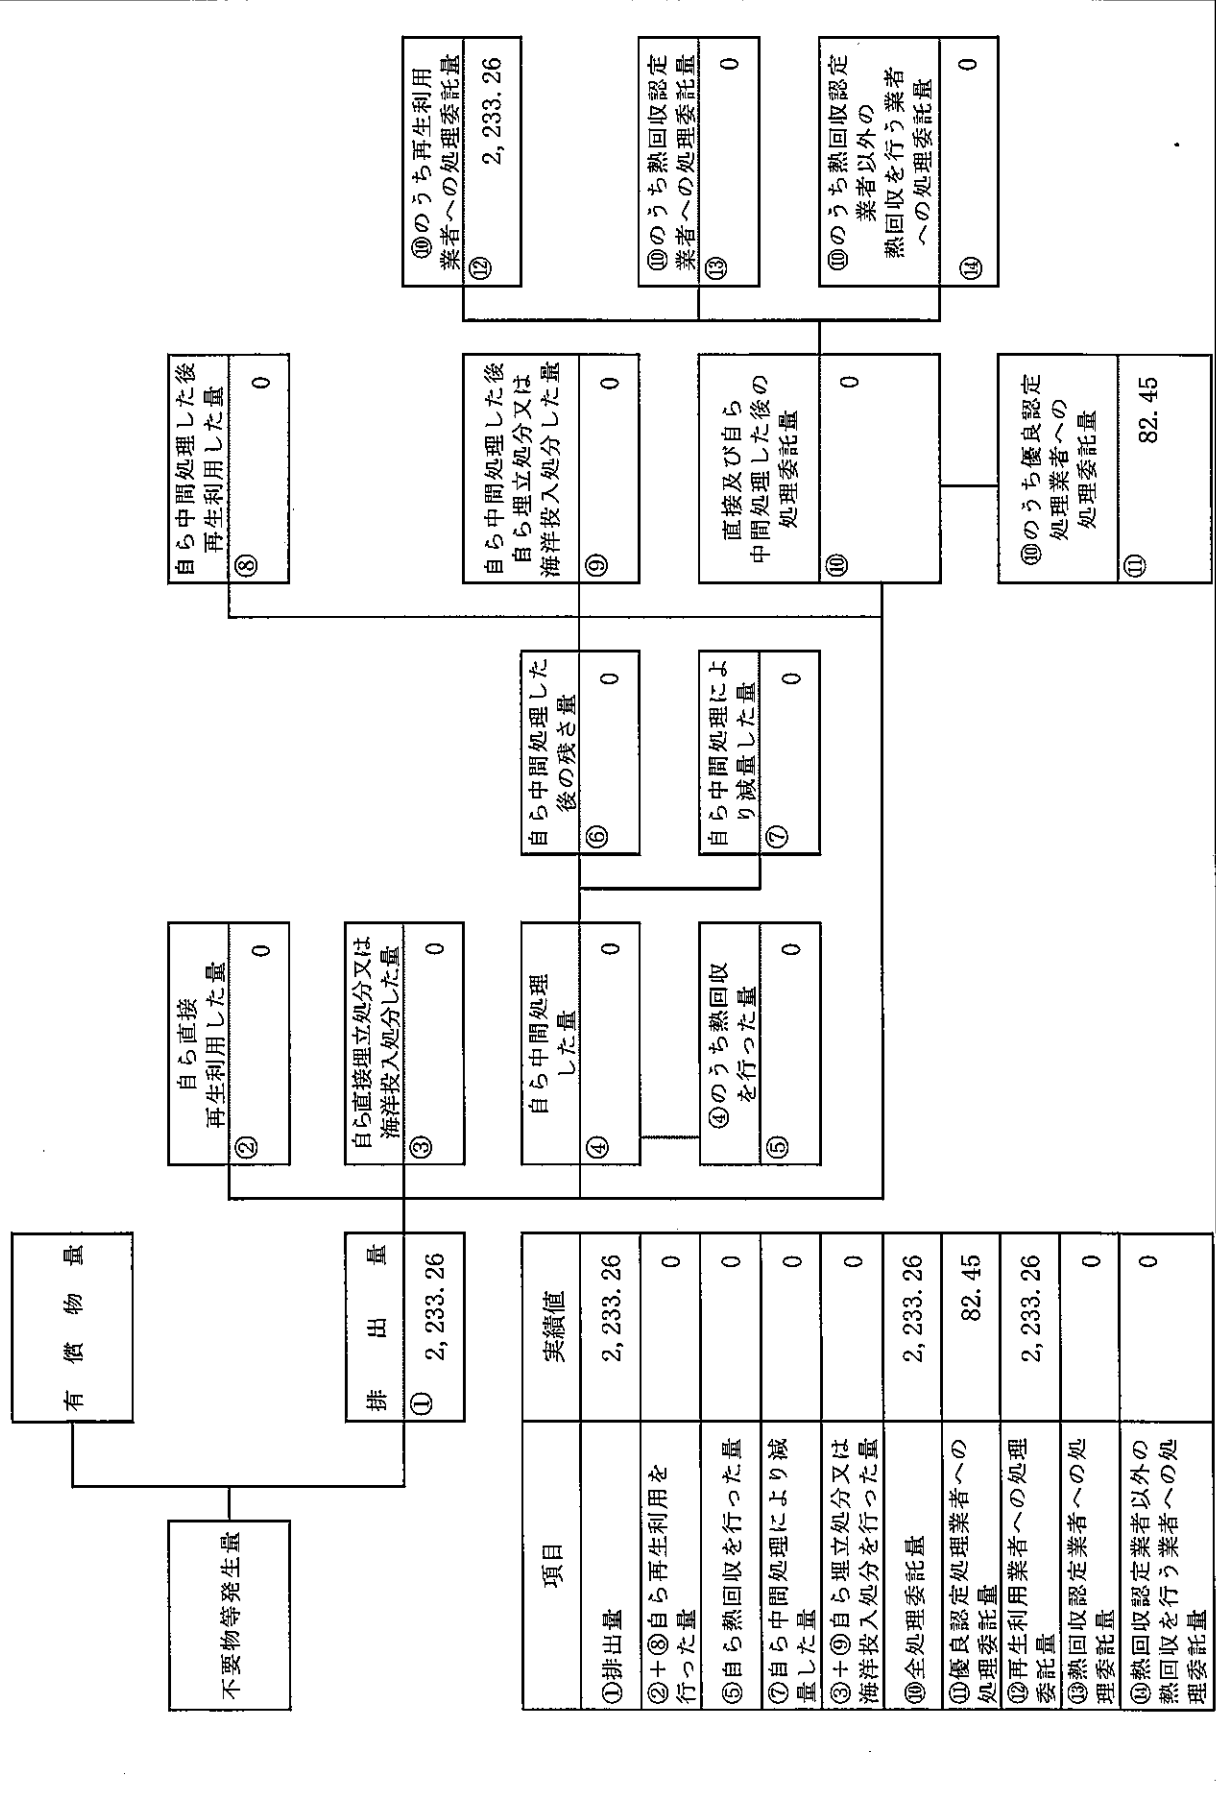 不要物等発生量
有償物量
排出量
① 2,233.26
自ら直接
再生利用した量
② 0
自ら直接埋立処分又は
海洋投入処分した量
③ 0
自ら中間処理
した量
④ 0
④のうち熱回収
を行った量
⑤ 0
自ら中間処理した
後の残さ量
⑥ 0
自ら中間処理によ
り減量した量
⑦ 0
自ら中間処理した後
再生利用した量
⑧ 0
自ら中間処理した後
自ら埋立処分又は
海洋投入処分した量
⑨ 0
直接及び自ら
中間処理した後の
処理委託量
⑩ 0
⑩のうち優良認定
処理業者への
処理委託量
⑪ 82.45
⑩のうち再生利用
業者への処理委託量
⑫ 2,233.26
⑩のうち熱回収認定
業者への処理委託量
⑬ 0
⑩のうち熱回収認定
業者以外の
熱回収を行う業者
への処理委託量
⑭ 0
項目 実績値
①排出量 2,233.26
②+⑧自ら再生利用を
行った量 0
⑤自ら熱回収を行った量 0
⑦自ら中間処理により減
量した量 0
③+⑨自ら埋立処分又は
海洋投入処分を行った量 0
⑩全処理委託量 2,233.26
⑪優良認定処理業者への
処理委託量 82.45
⑫再生利用業者への処理
委託量 2,233.26
⑬熱回収認定業者への処
理委託量 0
⑭熱回収認定業者以外の
熱回収を行う業者への処
理委託量 0